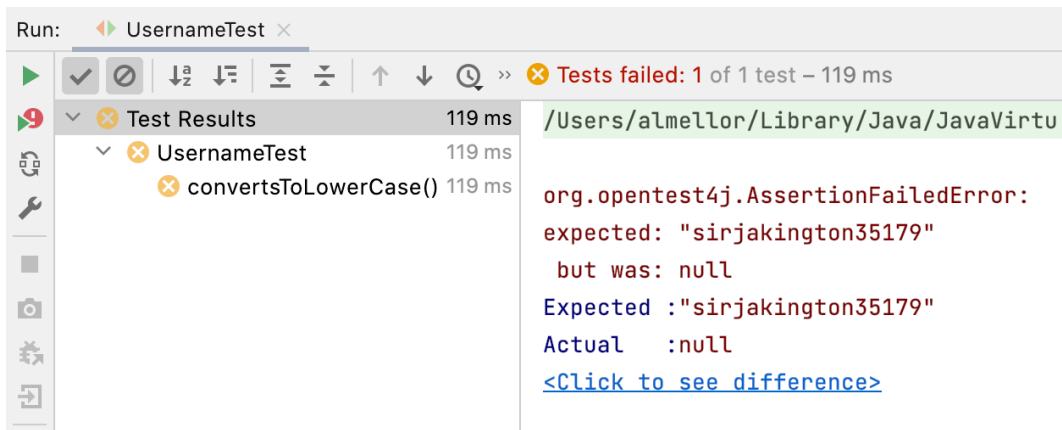 Run: UsernameTest ×
» Tests failed: 1 of 1 test – 119 ms
Test Results 119 ms
UsernameTest 119 ms
convertsToLowerCase() 119 ms
/Users/almellor/Library/Java/JavaVirtu
org.opentest4j.AssertionFailedError:
expected: "sirjakington35179"
but was: null
Expected :"sirjakington35179"
Actual   :null
<Click to see difference>